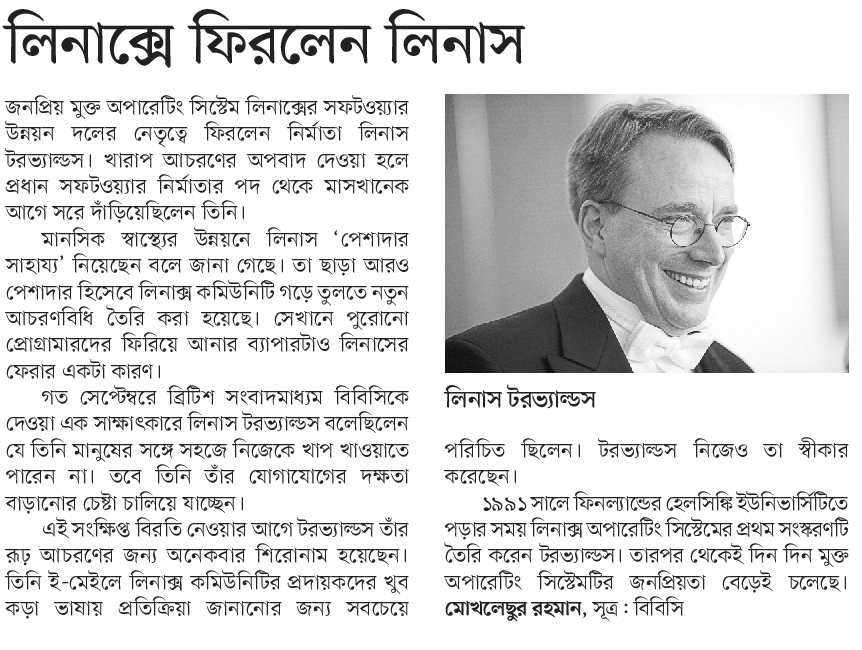 লিনাক্সে ফিরলেন লিনাস
জনপ্রিয় মুক্ত অপারেটিং সিস্টেম লিনাক্সের সফটওয়্যার
উন্নয়ন দলের নেতৃত্বে ফিরলেন নির্মাতা লিনাস
টরভ্যাল্ডস। খারাপ আচরণের অপবাদ দেওয়া হলে
প্রধান সফটওয়্যার নির্মাতার পদ থেকে মাসখানেক
আগে সরে দাঁড়িয়েছিলেন তিনি।
মানসিক স্বাস্থ্যের উন্নয়নে লিনাস ‘পেশাদার
সাহায্য’ নিয়েছেন বলে জানা গেছে। তা ছাড়া আরও
পেশাদার হিসেবে লিনাক্স কমিউনিটি গড়ে তুলতে নতুন
আচরণবিধি তৈরি করা হয়েছে। সেখানে পুরোনো
প্রোগ্রামারদের ফিরিয়ে আনার ব্যাপারটাও লিনাসের
ফেরার একটা কারণ।
গত সেপ্টেম্বরে ব্রিটিশ সংবাদমাধ্যম বিবিসিকে
দেওয়া এক সাক্ষাৎকারে লিনাস টরভ্যাল্ডস বলেছিলেন
যে তিনি মানুষের সঙ্গে সহজে নিজেকে খাপ খাওয়াতে
পারেন না। তবে তিনি তাঁর যোগাযোগের দক্ষতা
বাড়ানোর চেষ্টা চালিয়ে যাচ্ছেন।
এই সংক্ষিপ্ত বিরতি নেওয়ার আগে টরভ্যাল্ডস তাঁর
রূঢ় আচরণের জন্য অনেকবার শিরোনাম হয়েছেন।
তিনি ই-মেইলে লিনাক্স কমিউনিটির প্রদায়কদের খুব
কড়া ভাষায় প্রতিক্রিয়া জানানোর জন্য সবচেয়ে
লিনাস টরভ্যাল্ডস
পরিচিত ছিলেন। টরভ্যাল্ডস নিজেও তা স্বীকার
করেছেন।
১৯৯১ সালে ফিনল্যান্ডের হেলসিঙ্কি ইউনিভার্সিটিতে
পড়ার সময় লিনাক্স অপারেটিং সিস্টেমের প্রথম সংস্করণটি
তৈরি করেন টরভ্যাল্ডস। তারপর থেকেই দিন দিন মুক্ত
অপারেটিং সিস্টেমটির জনপ্রিয়তা বেড়েই চলেছে।
মোখলেছুর রহমান, সূত্র : বিবিসি